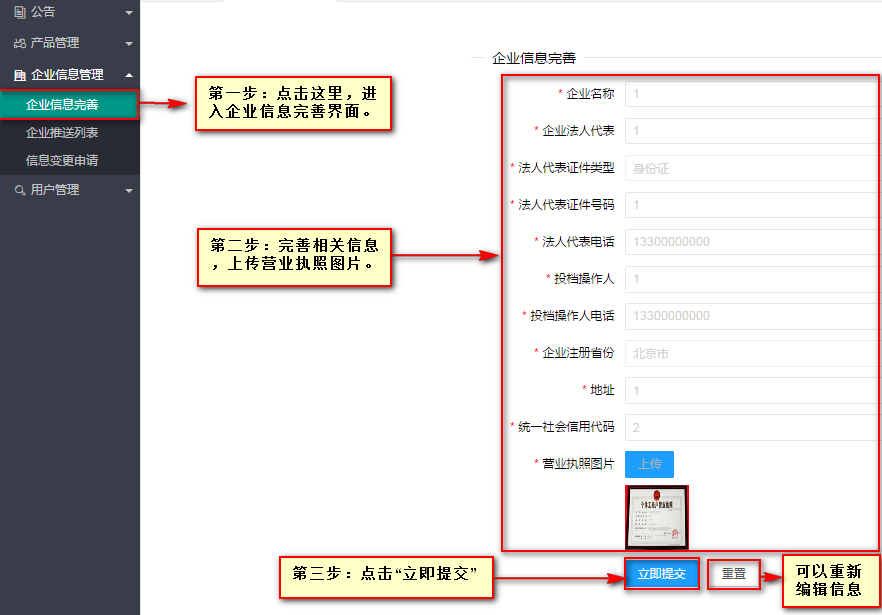 公告
产品管理
企业信息管理
企业信息完善
企业推送列表
信息变更申请
用户管理
第一步：点击这里，进
入企业信息完善界面。
第二步：完善相关信息
，上传营业执照图片。
企业信息完善
* 企业名称 1
* 企业法人代表 1
* 法人代表证件类型 身份证
* 法人代表证件号码 1
* 法人代表电话 13300000000
* 投档操作人 1
* 投档操作人电话 13300000000
* 企业注册省份 北京市
* 地址 1
* 统一社会信用代码 2
* 营业执照图片 上传
第三步：点击“立即提交”
立即提交 重置
可以重新
编辑信息